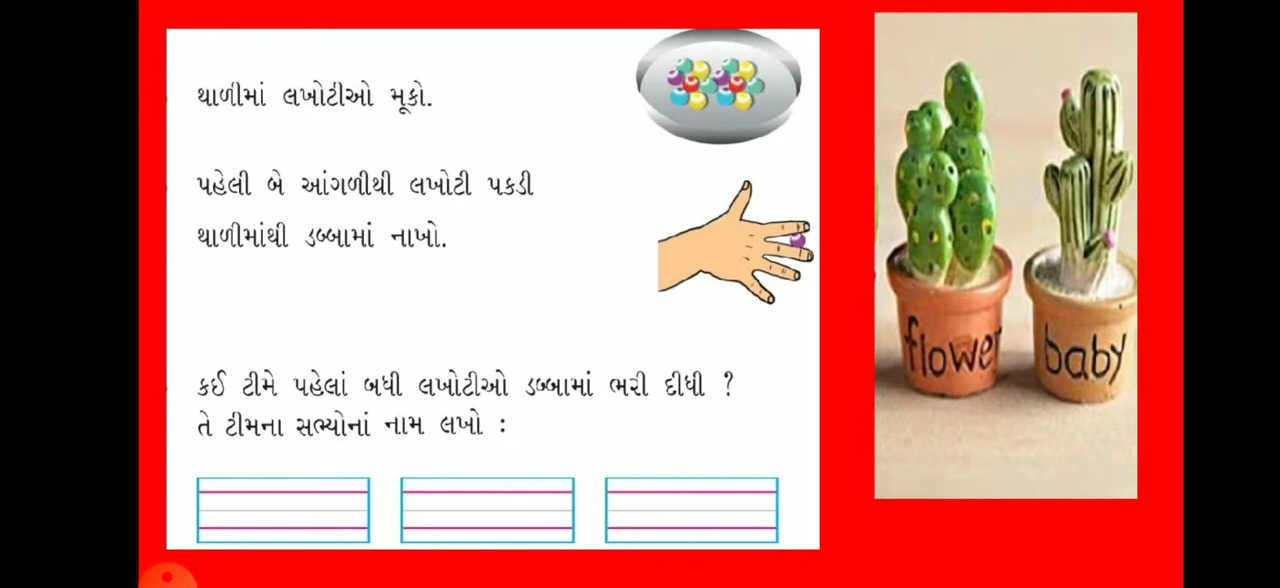 થાળીમાં લખોટીઓ મૂકો.
પહેલી બે આંગળીથી લખોટી પકડી
થાળીમાંથી ડબ્બામાં નાખો.
કઈ ટીમે પહેલાં બધી લખોટીઓ ડબ્બામાં ભરી દીધી ?
તે ટીમના સભ્યોનાં નામ લખો :
flower
baby